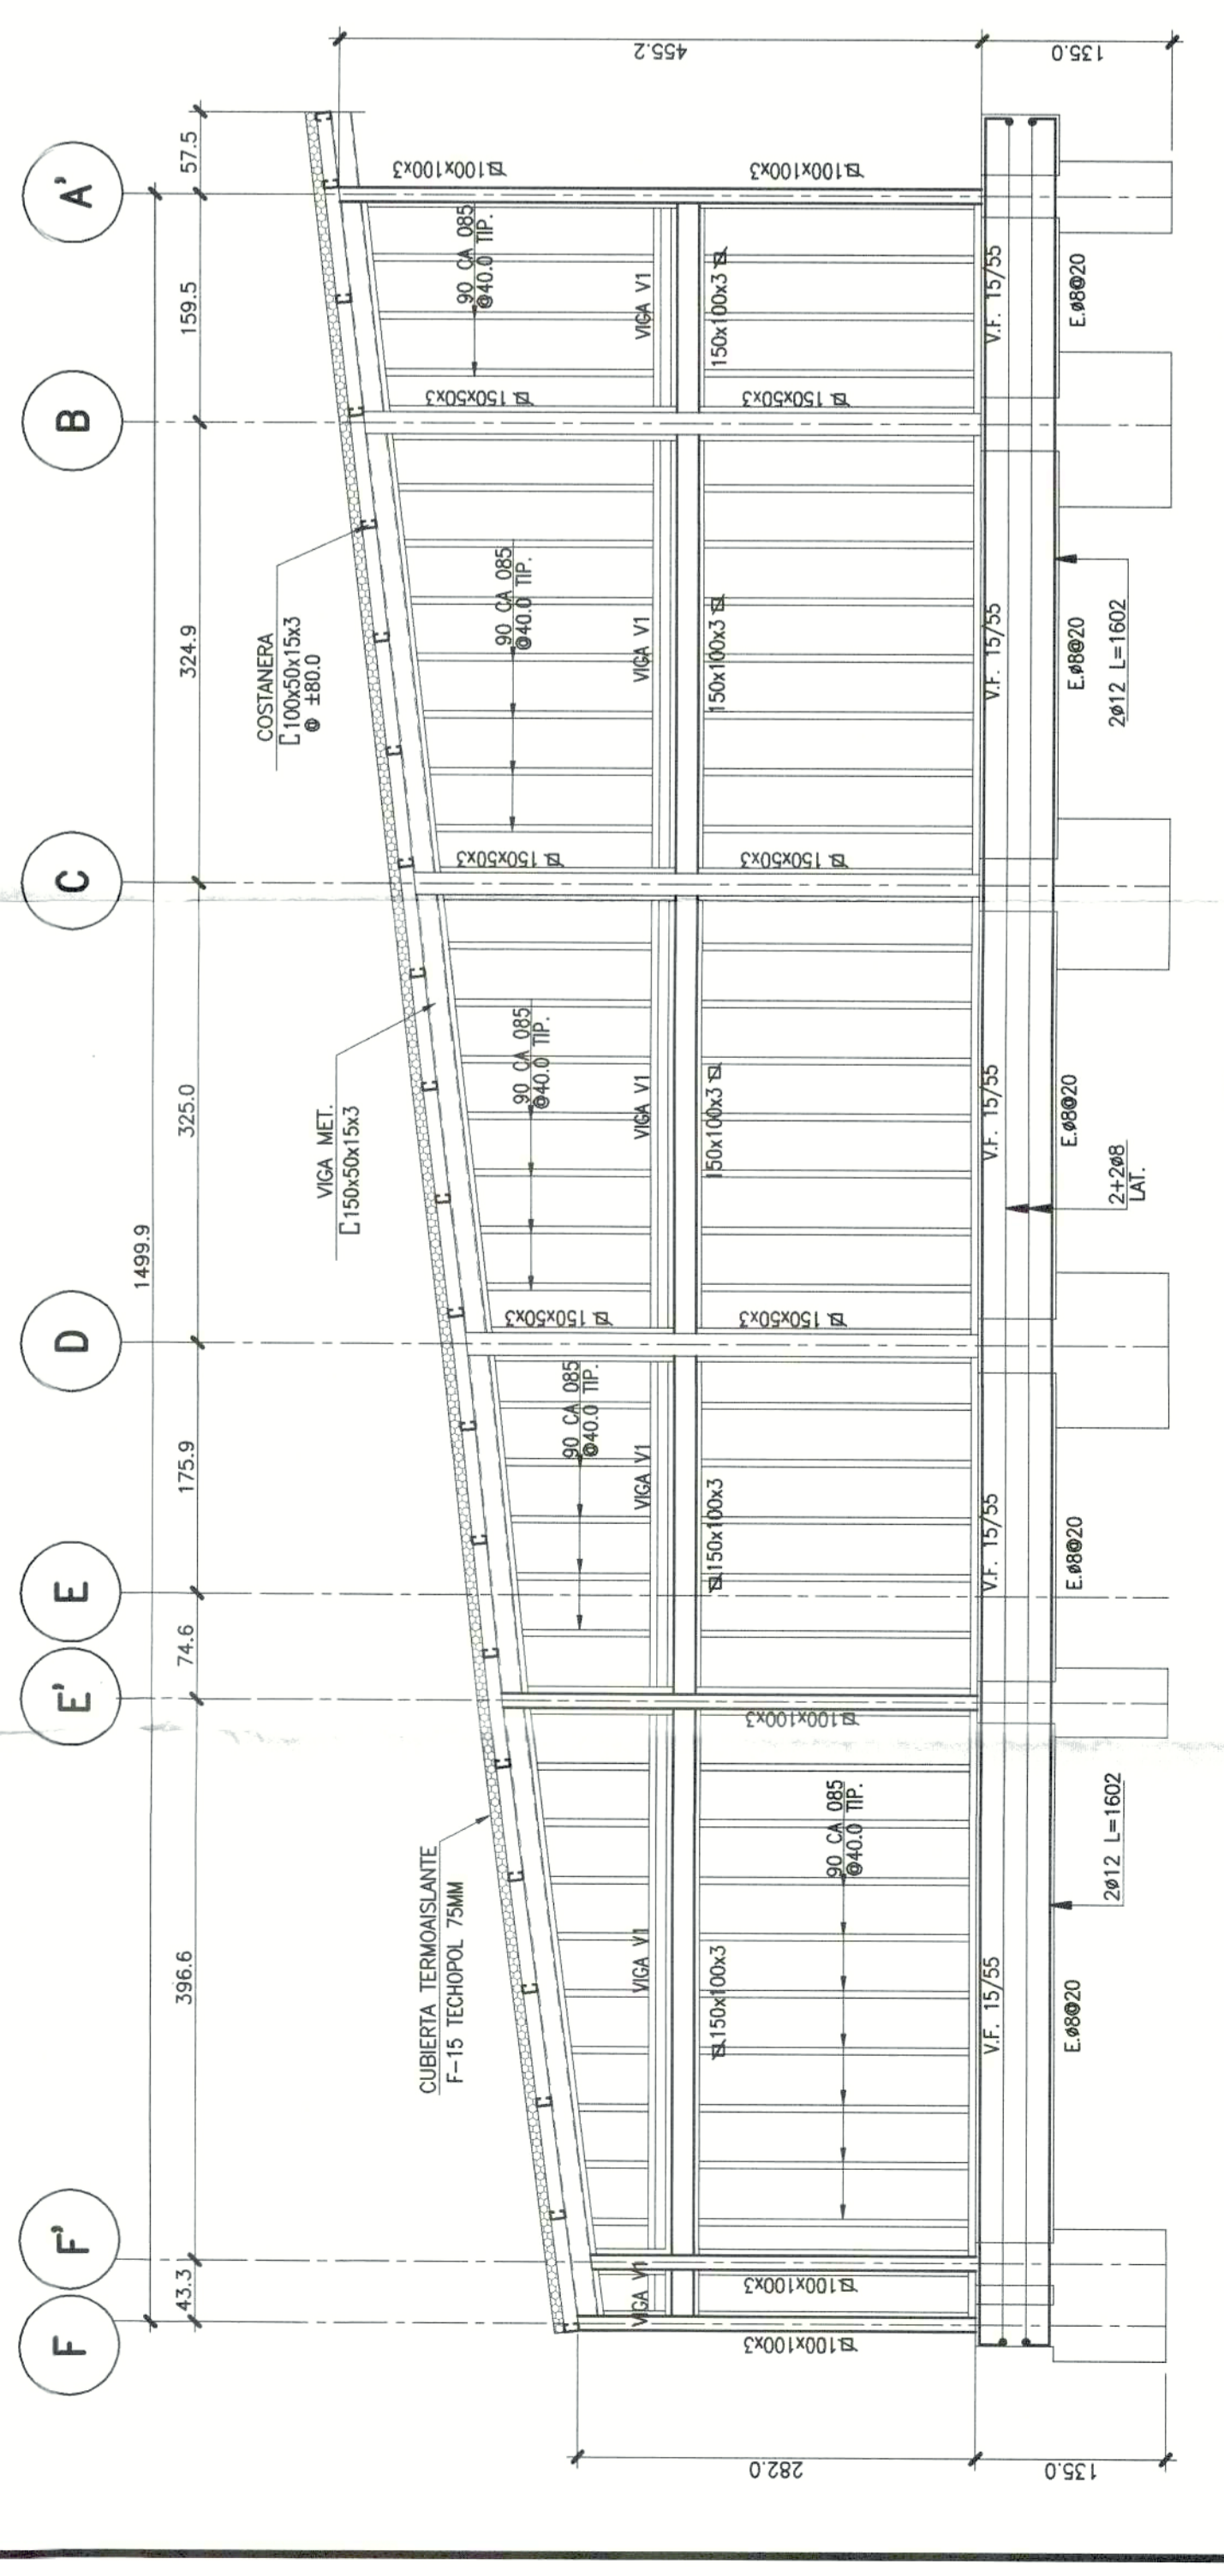 F
F'
E'
E
D
C
B
A'
1499.9
43.3
396.6
74.6
175.9
325.0
324.9
159.5
57.5
CUBIERTA TERMOAISLANTE
F-15 TECHOPOL 75MM
VIGA MET.
150x50x15x3
COSTANERA
100x50x15x3
@ ±80.0
282.0
135.0
455.2
135.0
90 CA 085
@40.0 TIP.
90 CA 085
@40.0 TIP.
90 CA 085
@40.0 TIP.
90 CA 085
@40.0 TIP.
90 CA 085
@40.0 TIP.
VIGA V1
VIGA V1
VIGA V1
VIGA V1
VIGA V1
VIGA V1
150x100x3
150x100x3
150x100x3
150x100x3
150x100x3
100x100x3
100x100x3
100x100x3
150x50x3
150x50x3
150x50x3
150x50x3
150x50x3
150x50x3
100x100x3
100x100x3
V.F. 15/55
V.F. 15/55
V.F. 15/55
V.F. 15/55
V.F. 15/55
E.Ø8@20
E.Ø8@20
E.Ø8@20
E.Ø8@20
E.Ø8@20
2Ø12 L=1602
2+2Ø8
LAT.
2Ø12 L=1602